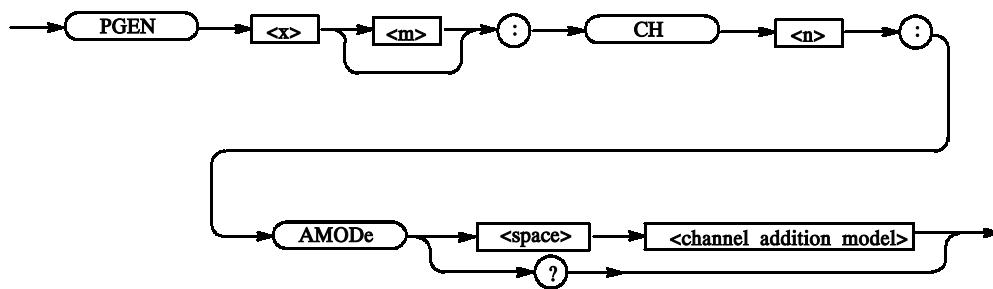 PGEN <x> <m> : CH <n> :
AMODe <space> <channel addition model>
?